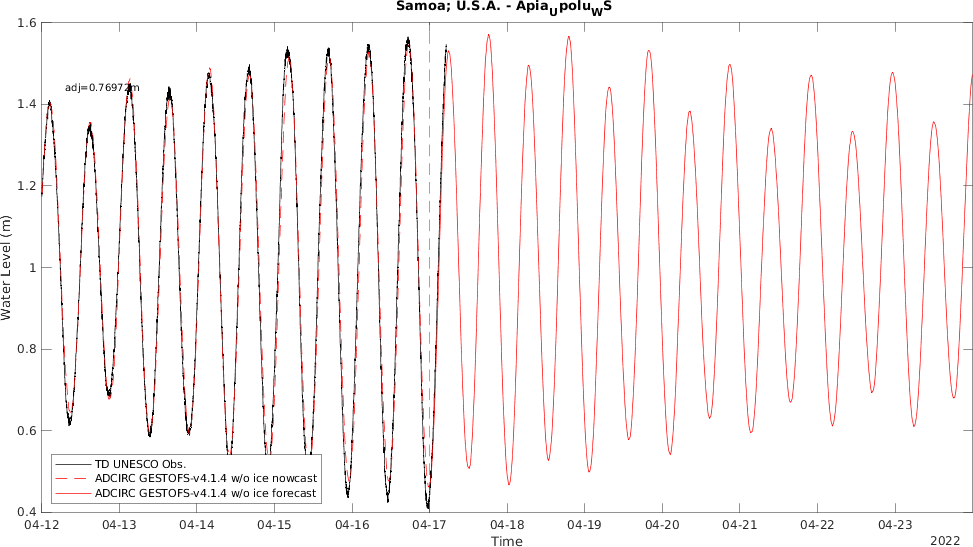 Samoa; U.S.A. - ApiaUpoluWS
1.6
1.4
1.2
1
0.8
0.6
0.4
Water Level (m)
adj=0.76972m
TD UNESCO Obs.
ADCIRC GESTOFS-v4.1.4 w/o ice nowcast
ADCIRC GESTOFS-v4.1.4 w/o ice forecast
04-12 04-13 04-14 04-15 04-16 04-17 04-18 04-19 04-20 04-21 04-22 04-23
Time
2022